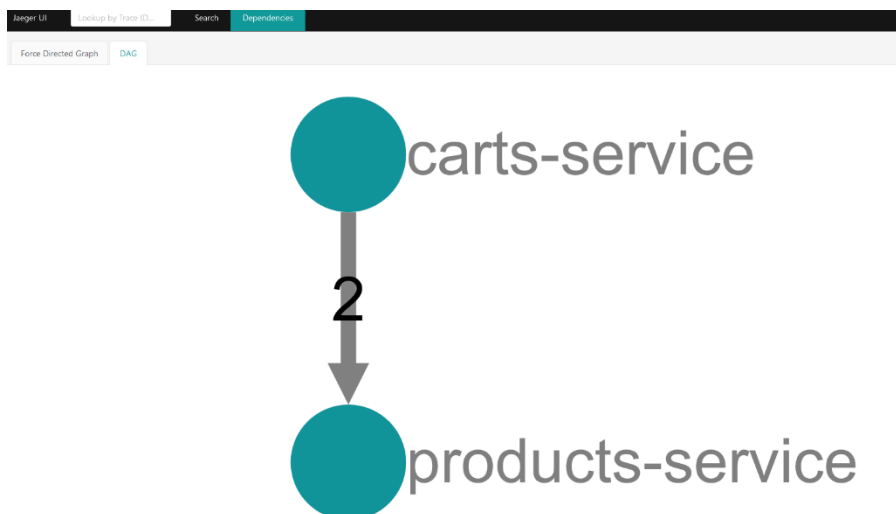 Jaeger UI Lookup by Trace ID... Search Dependencies
Force Directed Graph DAG
carts-service
2
products-service